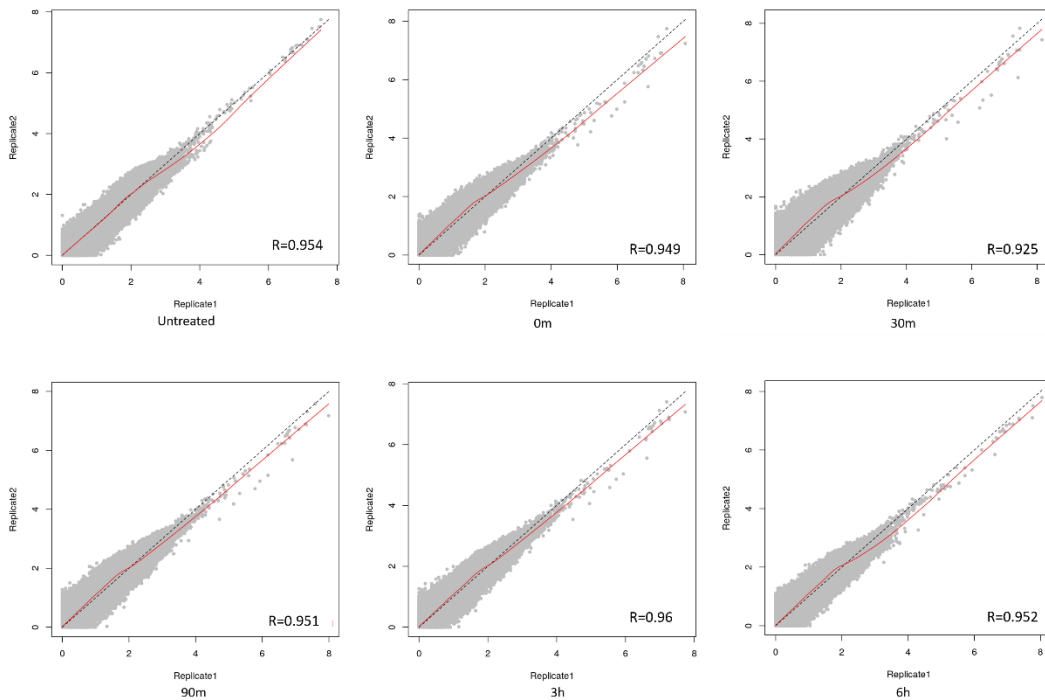 8
6
4
2
0
Replicate2
R=0.954
0 2 4 6 8
Replicate1
Untreated
8
6
4
2
0
Replicate2
R=0.949
0 2 4 6 8
Replicate1
0m
8
6
4
2
0
Replicate2
R=0.925
0 2 4 6 8
Replicate1
30m
8
6
4
2
0
Replicate2
R=0.951
0 2 4 6 8
Replicate1
90m
8
6
4
2
0
Replicate2
R=0.96
0 2 4 6 8
Replicate1
3h
8
6
4
2
0
Replicate2
R=0.952
0 2 4 6 8
Replicate1
6h